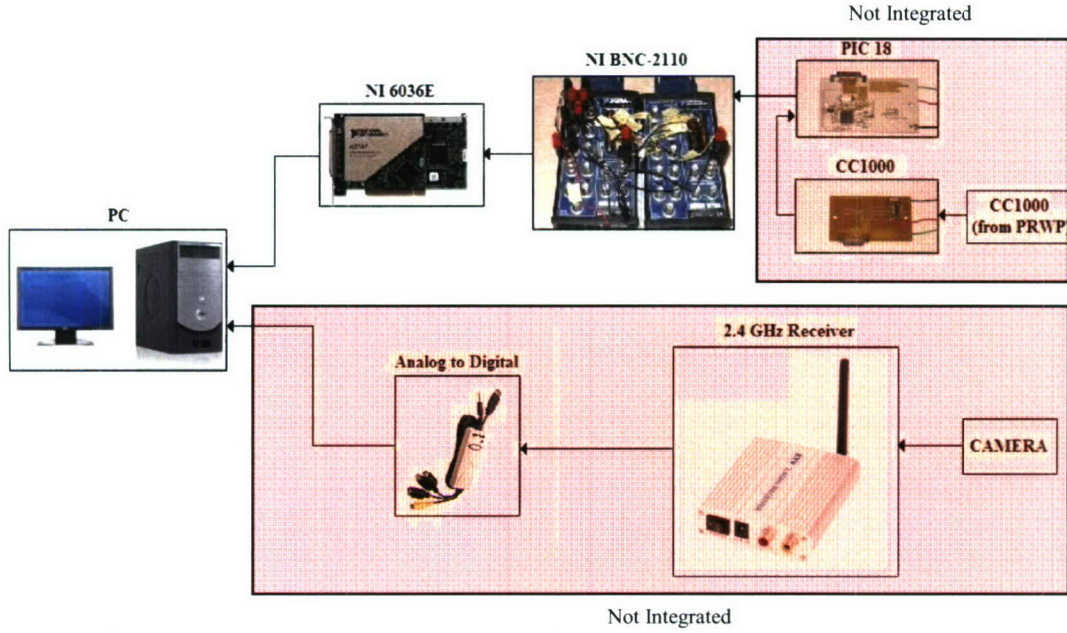 Not Integrated
PIC 18
NI BNC-2110
NI 6036E
CC1000
CC1000
(from PRWP)
PC
2.4 GHz Receiver
Analog to Digital
CAMERA
Not Integrated